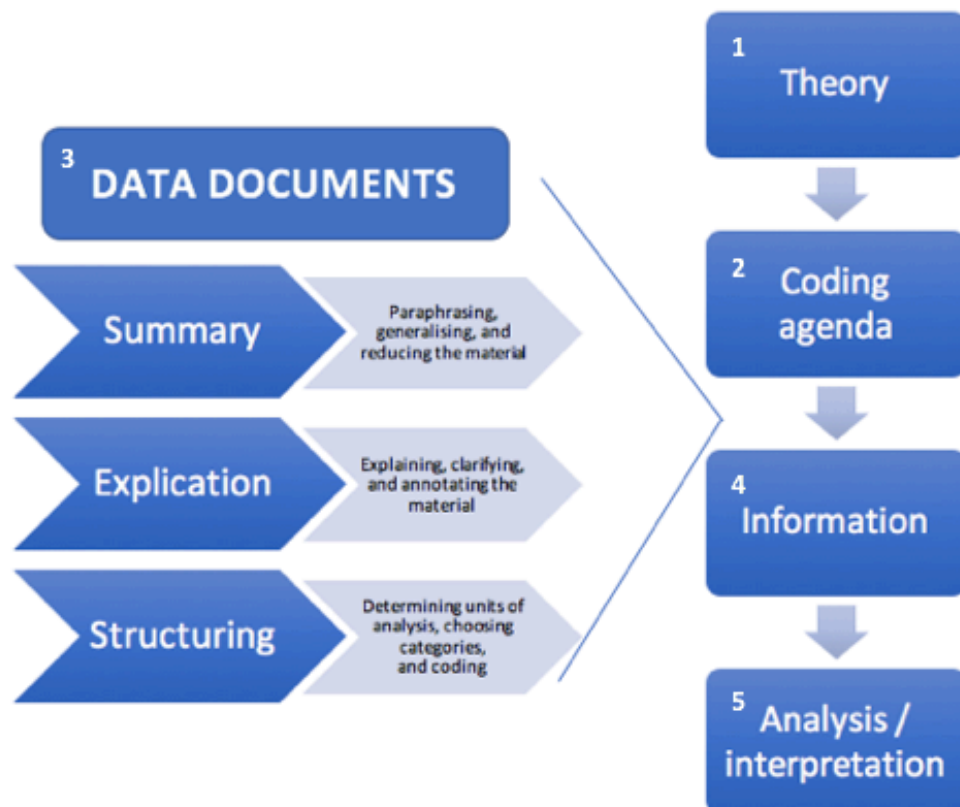 1
Theory
3
DATA DOCUMENTS
2
Coding
agenda
Summary
Paraphrasing,
generalising, and
reducing the material
Explication
Explaining, clarifying,
and annotating the
material
4
Information
Structuring
Determining units of
analysis, choosing
categories,
and coding
5
Analysis /
interpretation